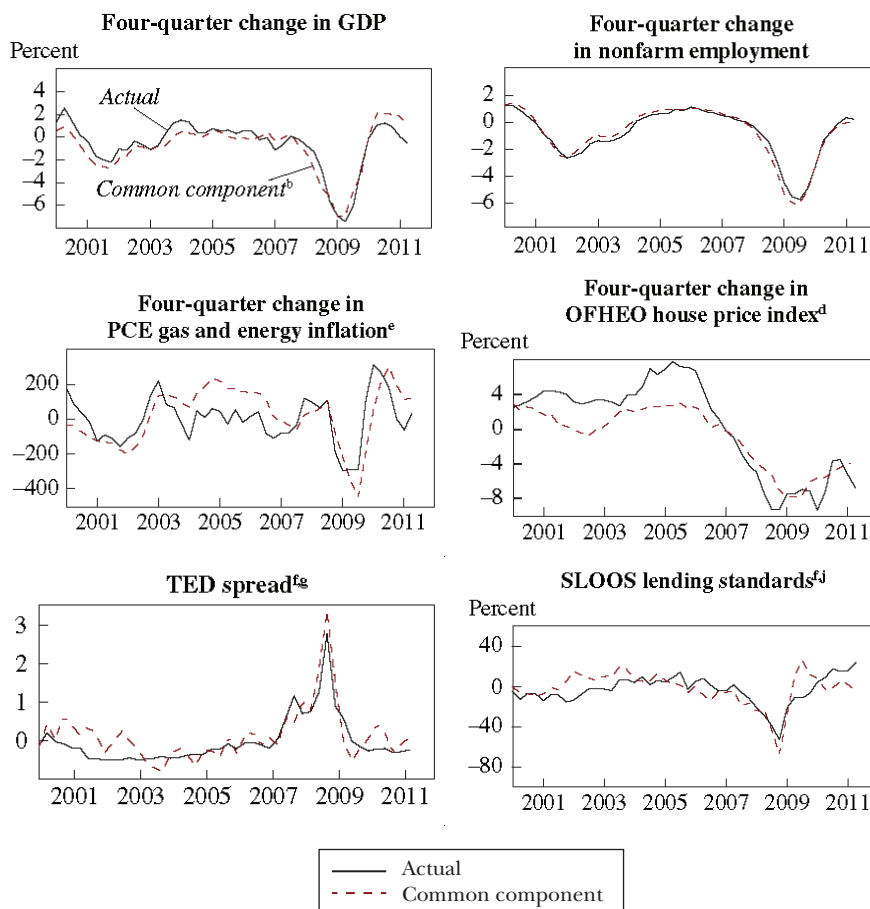 Four-quarter change in GDP
Percent
4
2
0
−2
−4
−6
Actual
Common componentᵇ
2001 2003 2005 2007 2009 2011
Four-quarter change
in nonfarm employment
2
0
−2
−4
−6
2001 2003 2005 2007 2009 2011
Four-quarter change in
PCE gas and energy inflationᵉ
200
0
−200
−400
2001 2003 2005 2007 2009 2011
Four-quarter change in
OFHEO house price indexᵈ
Percent
4
0
−4
−8
2001 2003 2005 2007 2009 2011
TED spreadᶠ,ᵍ
3
2
1
0
2001 2003 2005 2007 2009 2011
SLOOS lending standardsᶠ,ʲ
Percent
40
0
−40
−80
2001 2003 2005 2007 2009 2011
Actual
Common component